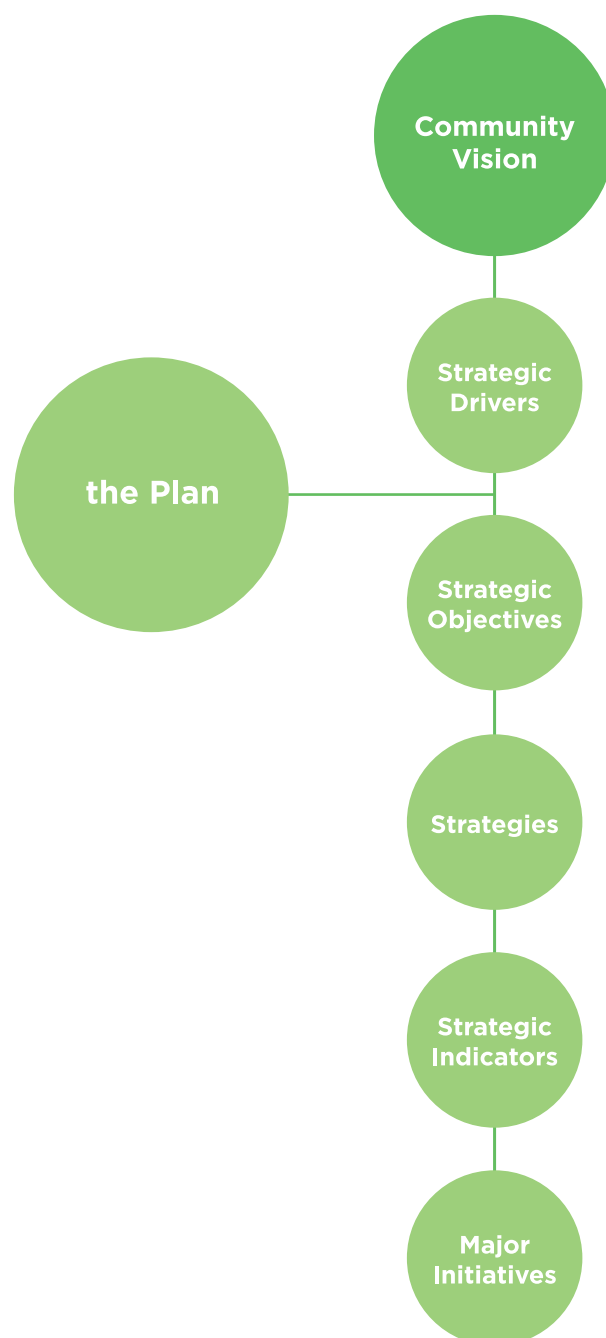 Community
Vision
Strategic
Drivers
the Plan
Strategic
Objectives
Strategies
Strategic
Indicators
Major
Initiatives